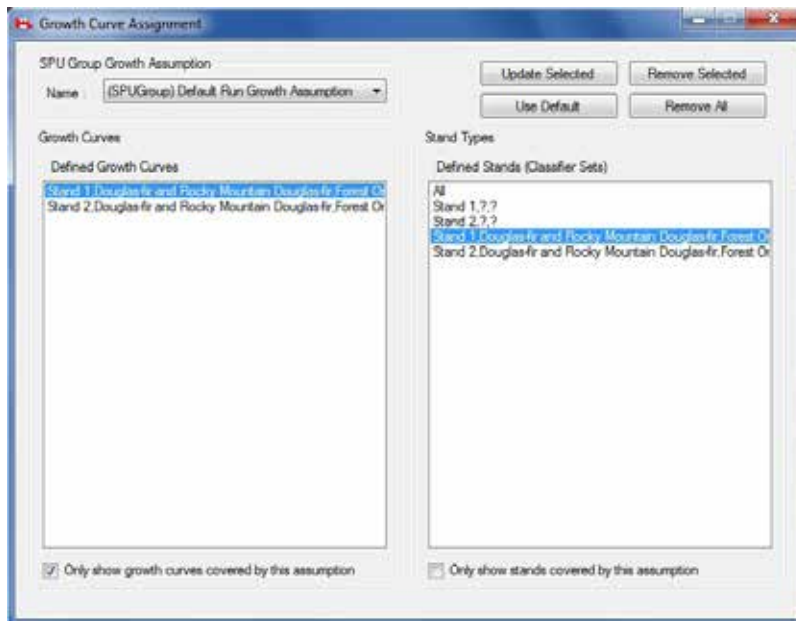 Growth Curve Assignment
SPU Group Growth Assumption
Name : (SPUGroup) Default Run Growth Assumption
Update Selected Remove Selected
Use Default Remove All
Growth Curves
Defined Growth Curves
Stand 1,Douglas-fir and Rocky Mountain Douglas-fir,Forest Or
Stand 2,Douglas-fir and Rocky Mountain Douglas-fir,Forest Or
Only show growth curves covered by this assumption
Stand Types
Defined Stands (Classifier Sets)
All
Stand 1,?,?
Stand 2,?,?
Stand 1,Douglas-fir and Rocky Mountain Douglas-fir,Forest O
Stand 2,Douglas-fir and Rocky Mountain Douglas-fir,Forest Or
Only show stands covered by this assumption